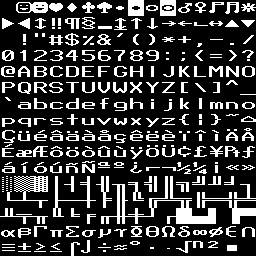 ☺☻♥♦♣♠•◘○◙♂♀♪♫☼
►◄↕‼¶§▬↨↑↓→←∟↔▲▼
!"#$%&'()*+,-./
0123456789:;<=>?
@ABCDEFGHIJKLMNO
PQRSTUVWXYZ[\]^_
`abcdefghijklmno
pqrstuvwxyz{|}~⌂
ÇüéâäàåçêëèïîìÄÅ
ÉæÆôöòûùÿÖÜ¢£¥₧ƒ
áíóúñÑªº¿⌐¬½¼¡«»
░▒▓│┤╡╢╖╕╣║╗╝╜╛┐
└┴┬├─┼╞╟╚╔╩╦╠═╬╧
╨╤╥╙╘╒╓╫╪┘┌█▄▌▐▀
αßΓπΣσµτΦΘΩδ∞φε∩
≡±≥≤⌠⌡÷≈°∙·√ⁿ²■